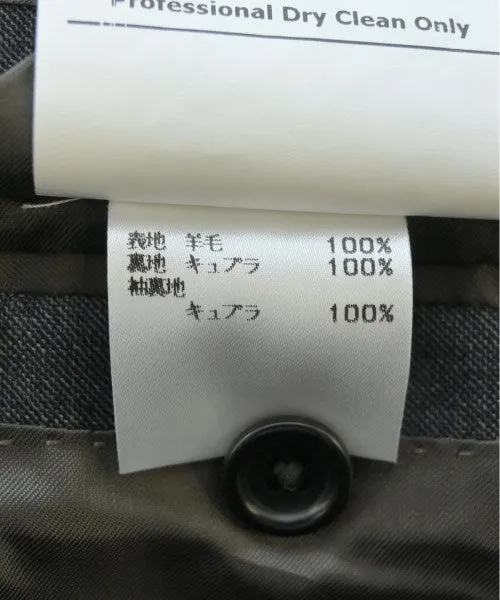 Professional Dry Clean Only
表地 羊毛 100%
裏地 キュプラ 100%
袖裏地
キュプラ 100%